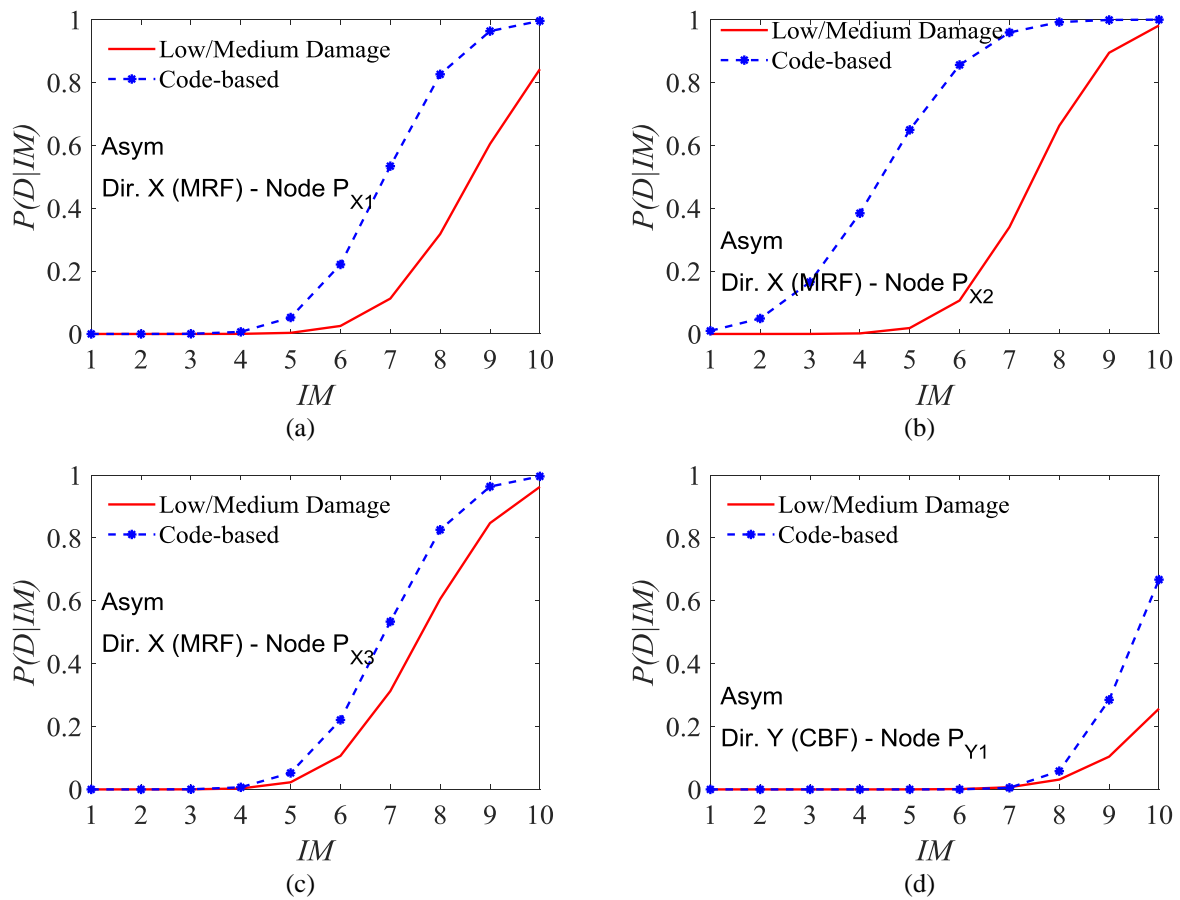 1
0.8
0.6
0.4
0.2
0
P(D|IM)
Low/Medium Damage
Code-based
Asym
Dir. X (MRF) - Node P_X1
1 2 3 4 5 6 7 8 9 10
IM
(a)
1
0.8
0.6
0.4
0.2
0
P(D|IM)
Low/Medium Damage
Code-based
Asym
Dir. X (MRF) - Node P_X2
1 2 3 4 5 6 7 8 9 10
IM
(b)
1
0.8
0.6
0.4
0.2
0
P(D|IM)
Low/Medium Damage
Code-based
Asym
Dir. X (MRF) - Node P_X3
1 2 3 4 5 6 7 8 9 10
IM
(c)
1
0.8
0.6
0.4
0.2
0
P(D|IM)
Low/Medium Damage
Code-based
Asym
Dir. Y (CBF) - Node P_Y1
1 2 3 4 5 6 7 8 9 10
IM
(d)